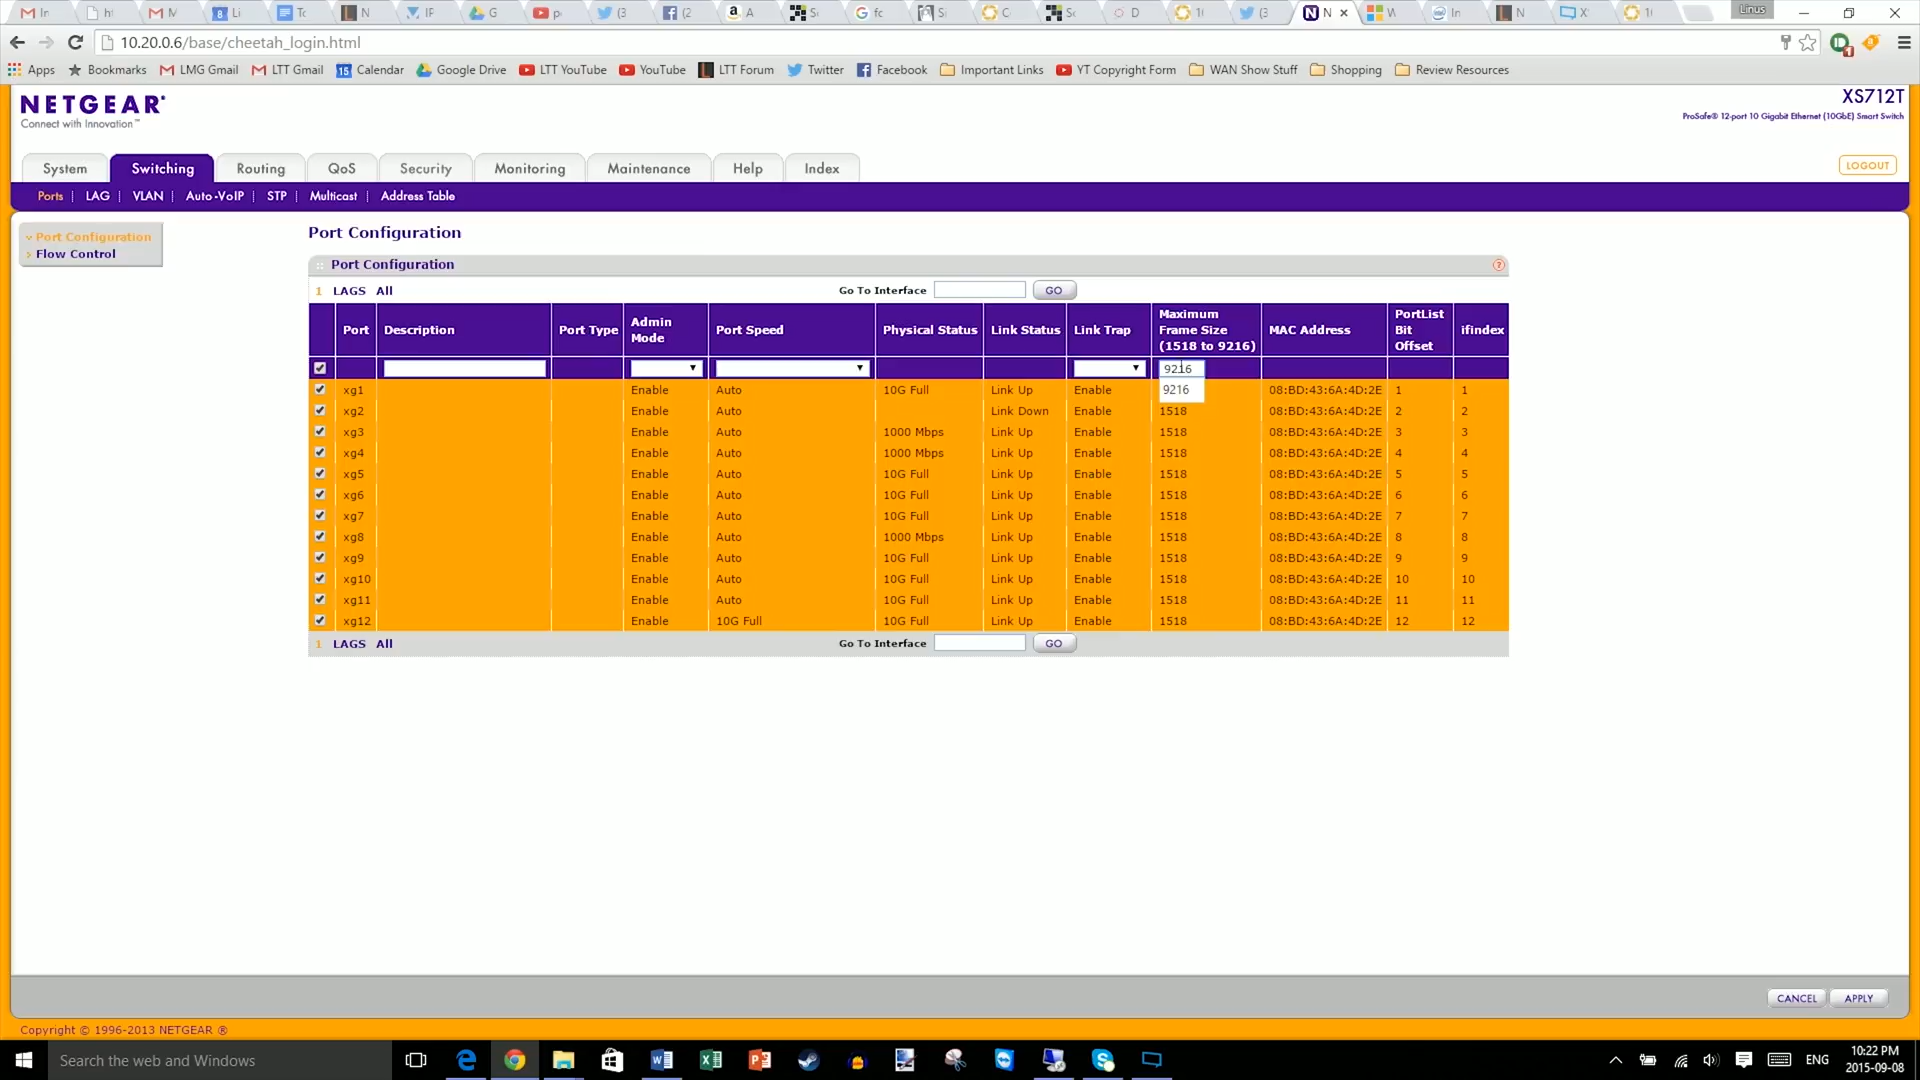 In hi M Li Tc N IF G p (3 f (2 A Si fc Si C Sc D 1( (3 N W In N X' 1( Linus
10.20.0.6/base/cheetah_login.html
Apps Bookmarks LMG Gmail LTT Gmail Calendar Google Drive LTT YouTube YouTube LTT Forum Twitter Facebook Important Links YT Copyright Form WAN Show Stuff Shopping Review Resources
NETGEAR®
Connect with Innovation™
XS712T
ProSafe® 12-port 10 Gigabit Ethernet (10GbE) Smart Switch
System Switching Routing QoS Security Monitoring Maintenance Help Index
LOGOUT
Ports LAG VLAN Auto-VoIP STP Multicast Address Table
Port Configuration
Flow Control
Port Configuration
Port Configuration
1 LAGS All Go To Interface GO
Port Description Port Type Admin Mode Port Speed Physical Status Link Status Link Trap Maximum Frame Size (1518 to 9216) MAC Address PortList Bit Offset ifindex
9216
9216
xg1 Enable Auto 10G Full Link Up Enable 08:BD:43:6A:4D:2E 1 1
xg2 Enable Auto Link Down Enable 1518 08:BD:43:6A:4D:2E 2 2
xg3 Enable Auto 1000 Mbps Link Up Enable 1518 08:BD:43:6A:4D:2E 3 3
xg4 Enable Auto 1000 Mbps Link Up Enable 1518 08:BD:43:6A:4D:2E 4 4
xg5 Enable Auto 10G Full Link Up Enable 1518 08:BD:43:6A:4D:2E 5 5
xg6 Enable Auto 10G Full Link Up Enable 1518 08:BD:43:6A:4D:2E 6 6
xg7 Enable Auto 10G Full Link Up Enable 1518 08:BD:43:6A:4D:2E 7 7
xg8 Enable Auto 1000 Mbps Link Up Enable 1518 08:BD:43:6A:4D:2E 8 8
xg9 Enable Auto 10G Full Link Up Enable 1518 08:BD:43:6A:4D:2E 9 9
xg10 Enable Auto 10G Full Link Up Enable 1518 08:BD:43:6A:4D:2E 10 10
xg11 Enable Auto 10G Full Link Up Enable 1518 08:BD:43:6A:4D:2E 11 11
xg12 Enable 10G Full 10G Full Link Up Enable 1518 08:BD:43:6A:4D:2E 12 12
1 LAGS All Go To Interface GO
CANCEL APPLY
Copyright © 1996-2013 NETGEAR ®
Search the web and Windows
ENG
10:22 PM
2015-09-08